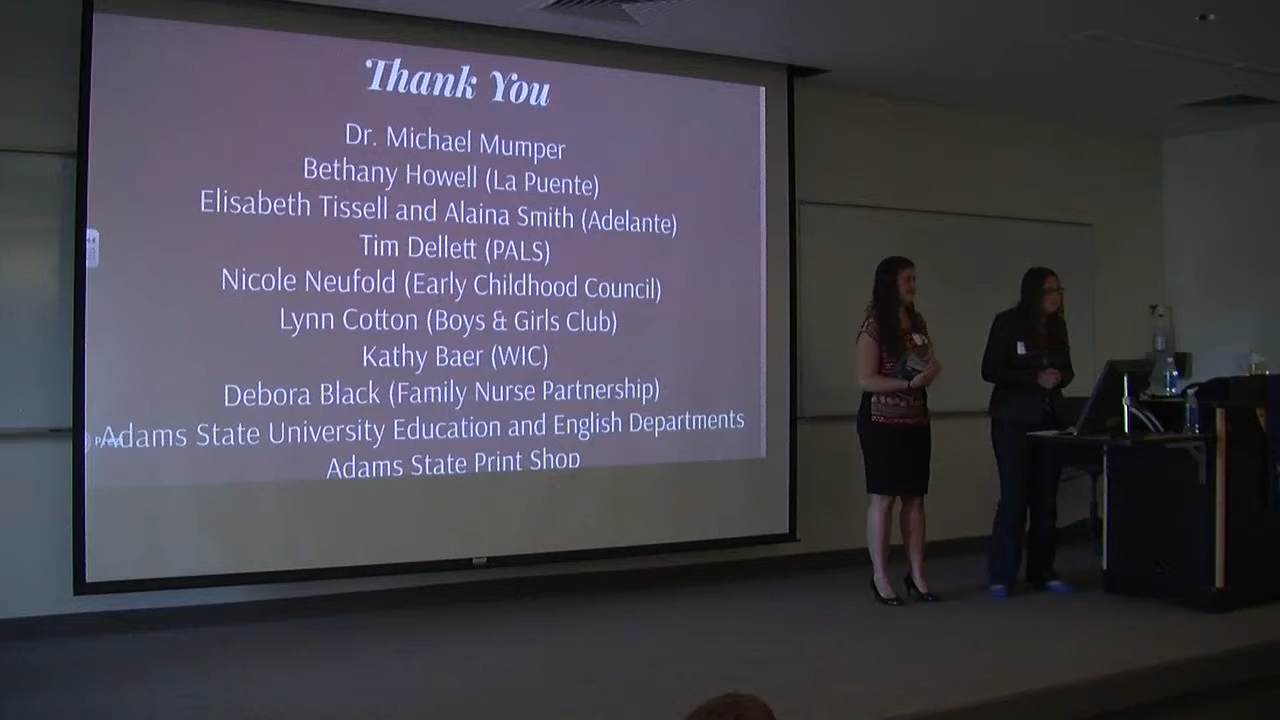 Thank You
Dr. Michael Mumper
Bethany Howell (La Puente)
Elisabeth Tissell and Alaina Smith (Adelante)
Tim Dellett (PALS)
Nicole Neufold (Early Childhood Council)
Lynn Cotton (Boys & Girls Club)
Kathy Baer (WIC)
Debora Black (Family Nurse Partnership)
Adams State University Education and English Departments
Adams State Print Shop